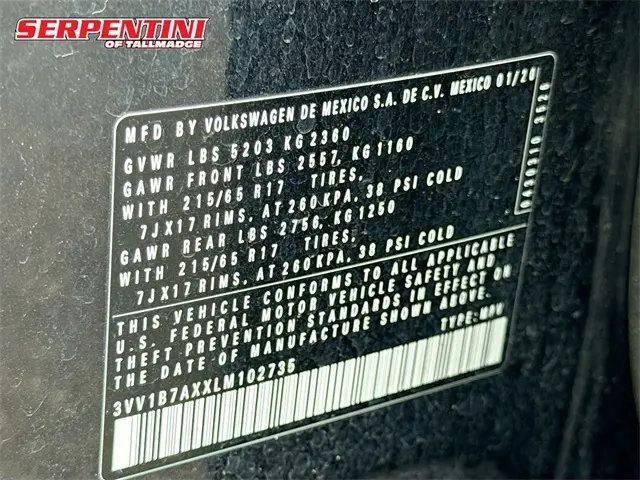 SERPENTINI
OF TALLMADGE
MFD BY VOLKSWAGEN DE MEXICO S.A. DE C.V. MEXICO 01/20
GVWR LBS 5203 KG 2360
GAWR FRONT LBS 2557, KG1160
WITH 215/65 R17 TIRES,
7JX17 RIMS, AT 260 KPA, 38 PSI COLD
GAWR REAR LBS 2756, KG1250
WITH 215/65 R17 TIRES,
7JX17 RIMS, AT 260 KPA, 38 PSI COLD
THIS VEHICLE CONFORMS TO ALL APPLICABLE
U.S. FEDERAL MOTOR VEHICLE SAFETY AND
THEFT PREVENTION STANDARDS IN EFFECT ON
THE DATE OF MANUFACTURE SHOWN ABOVE.
TYPE: MPV
3VV1B7AXXLM102735